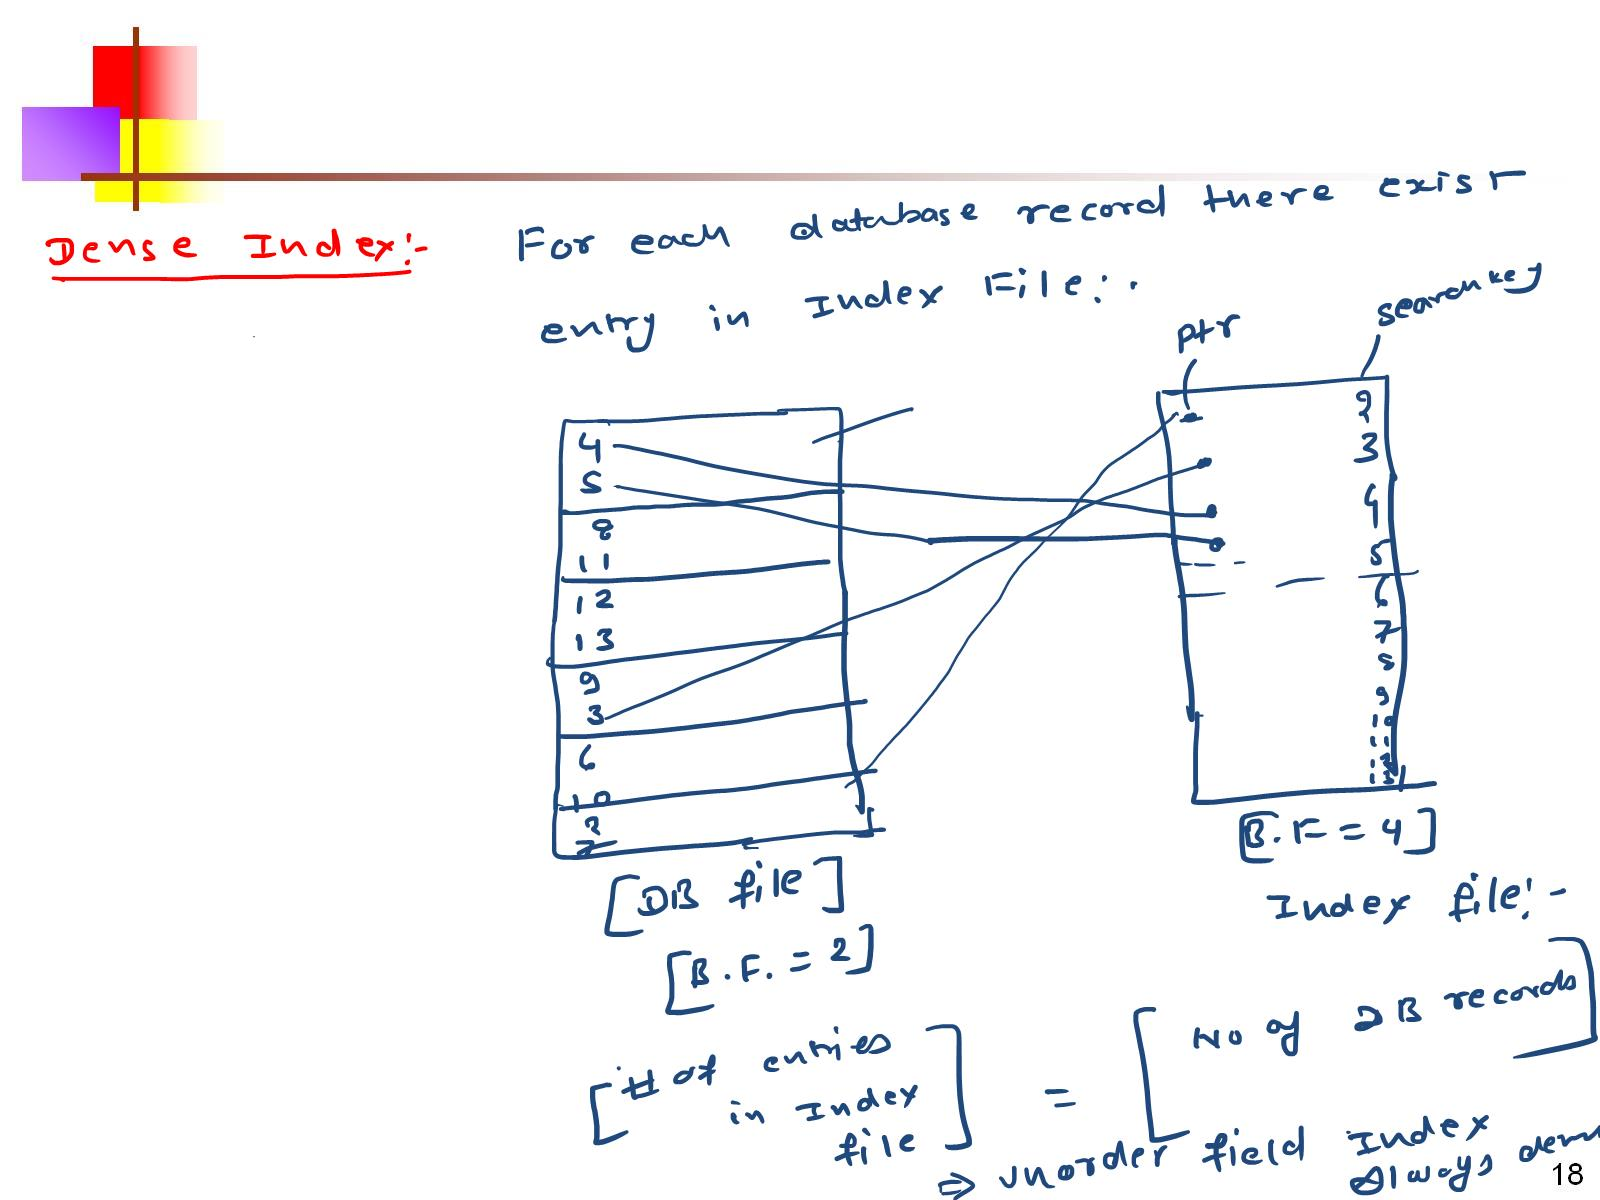 Dense Index:-
For each database record there exist
entry in Index File:.
ptr
searchkey
4
5
8
11
12
13
9
3
6
10
2
7
2
3
4
5
6
7
8
9
10
11
12
13
[DB file]
[B.F. = 2]
[B.F = 4]
Index file:-
[# of entries
in Index
file]
=
[No of DB records]
⇒ unorder field Index
Always
18